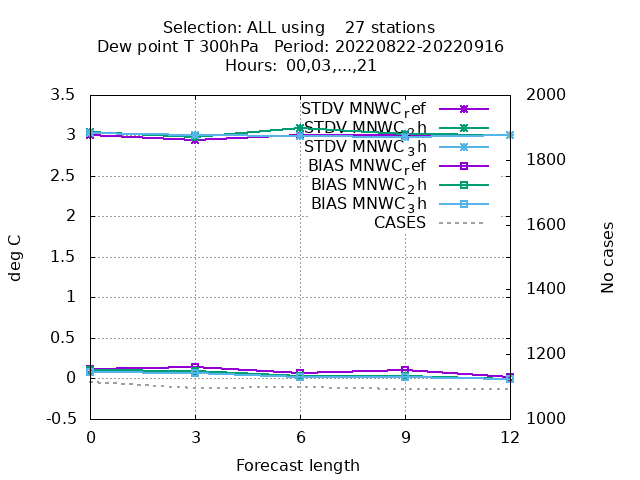 Selection: ALL using    27 stations
Dew point T 300hPa   Period: 20220822-20220916
Hours: 00,03,...,21
3.5
3
2.5
2
1.5
1
0.5
0
-0.5
2000
1800
1600
1400
1200
1000
0
3
6
9
12
deg C
No cases
Forecast length
STDV MNWC_ref
STDV MNWC_2h
STDV MNWC_3h
BIAS MNWC_ref
BIAS MNWC_2h
BIAS MNWC_3h
CASES